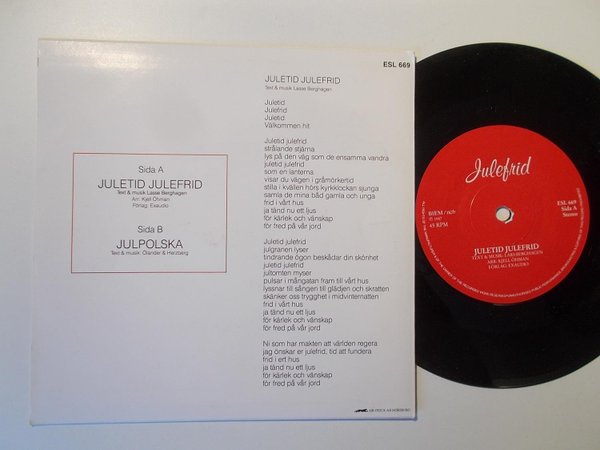 ESL 669
JULETID JULEFRID
Text & musik Lasse Berghagen
Juletid
Julefrid
Juletid
Välkommen hit
Juletid julefrid
strålande stjärna
lys på den väg som de ensamma vandra
juletid julefrid
som en lanterna
visar du vägen i gråmörkertid
stilla i kvällen hörs kyrkklockan sjunga
samla de mina båd gamla och unga
frid i vårt hus
ja tänd nu ett ljus
för kärlek och vänskap
för fred på vår jord
Juletid julefrid
julgranen lyser
tindrande ögon beskådar din skönhet
juletid julefrid
jultomten myser
pulsar i mångatan fram till vårt hus
lyssnar till sången till glädjen och skratten
skänker oss trygghet i midvinternatten
frid i vårt hus
ja tänd nu ett ljus
för kärlek och vänskap
för fred på vår jord
Ni som har makten att världen regera
jag önskar er julefrid, tid att fundera
frid i ert hus
ja tänd nu ett ljus
för kärlek och vänskap
för fred på vår jord
Sida A
JULETID JULEFRID
Text & musik Lasse Berghagen
Arr. Kjell Öhman
Förlag: Exaudio
Sida B
JULPOLSKA
Text & musik: Ölander & Herzberg
Julefrid
BIEM / ncb
℗ 1987
45 RPM
ESL 669
Sida A
Stereo
JULETID JULEFRID
TEXT & MUSIK: LARS BERGHAGEN
ARR: KJELL ÖHMAN
FÖRLAG: EXAUDIO